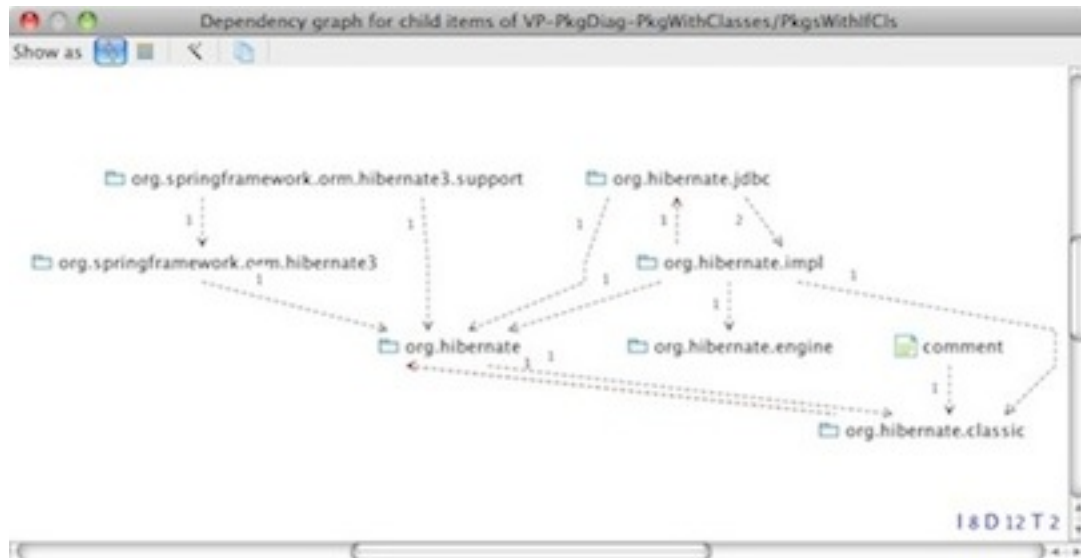 Dependency graph for child items of VP-PkgDiag-PkgWithClasses/PkgsWithIfCls
Show as
org.springframework.orm.hibernate3.support
org.hibernate.jdbc
1
1
1
1
2
org.springframework.orm.hibernate3
org.hibernate.impl
1
1
1
1
org.hibernate
org.hibernate.engine
comment
1
1
1
org.hibernate.classic
I 8 D 12 T 2